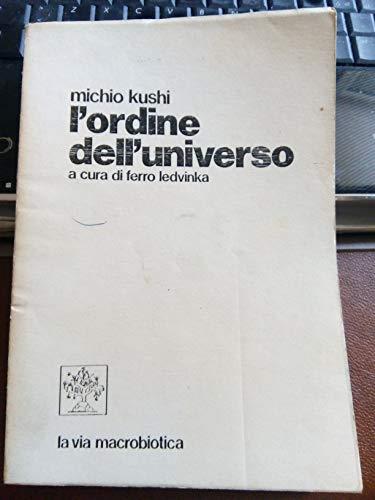 michio kushi
l'ordine
dell'universo
a cura di ferro ledvinka
la via macrobiotica